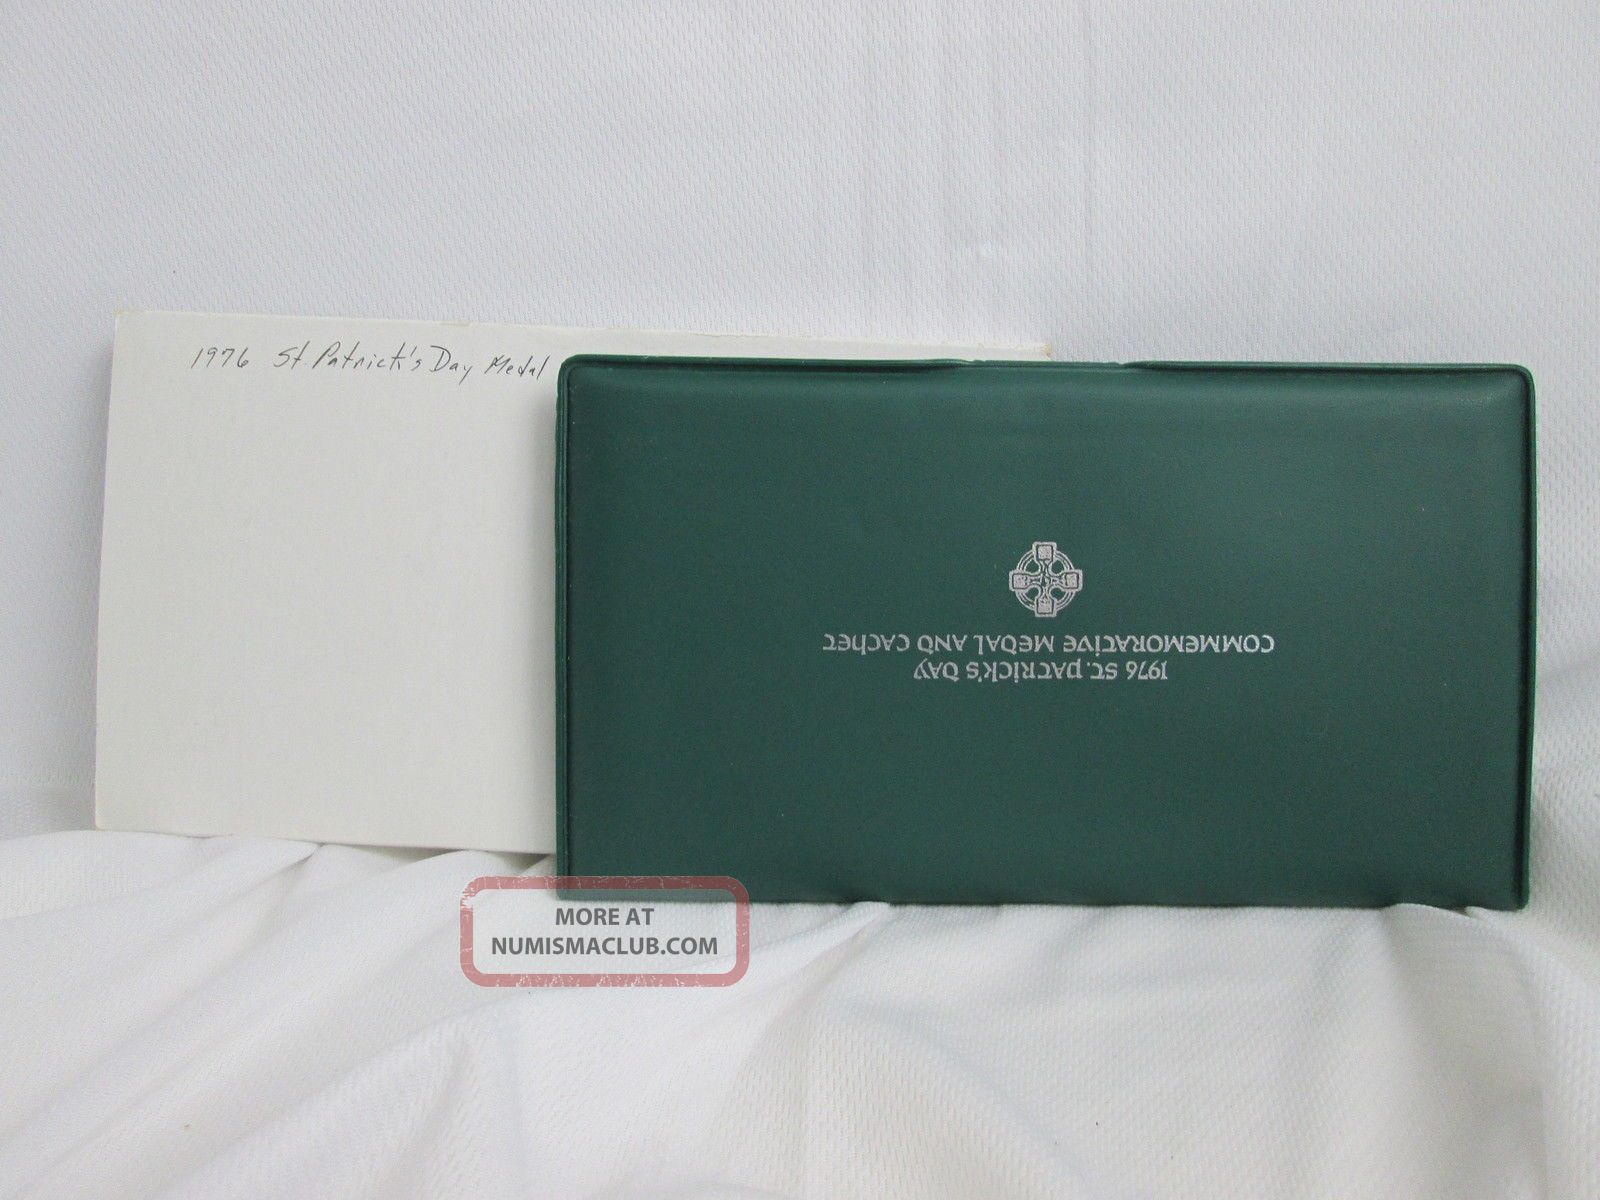 1976 St. Patrick's Day Medal
1976 ST. PATRICK'S DAY
COMMEMORATIVE MEDAL AND CACHET
MORE AT
NUMISMACLUB.COM